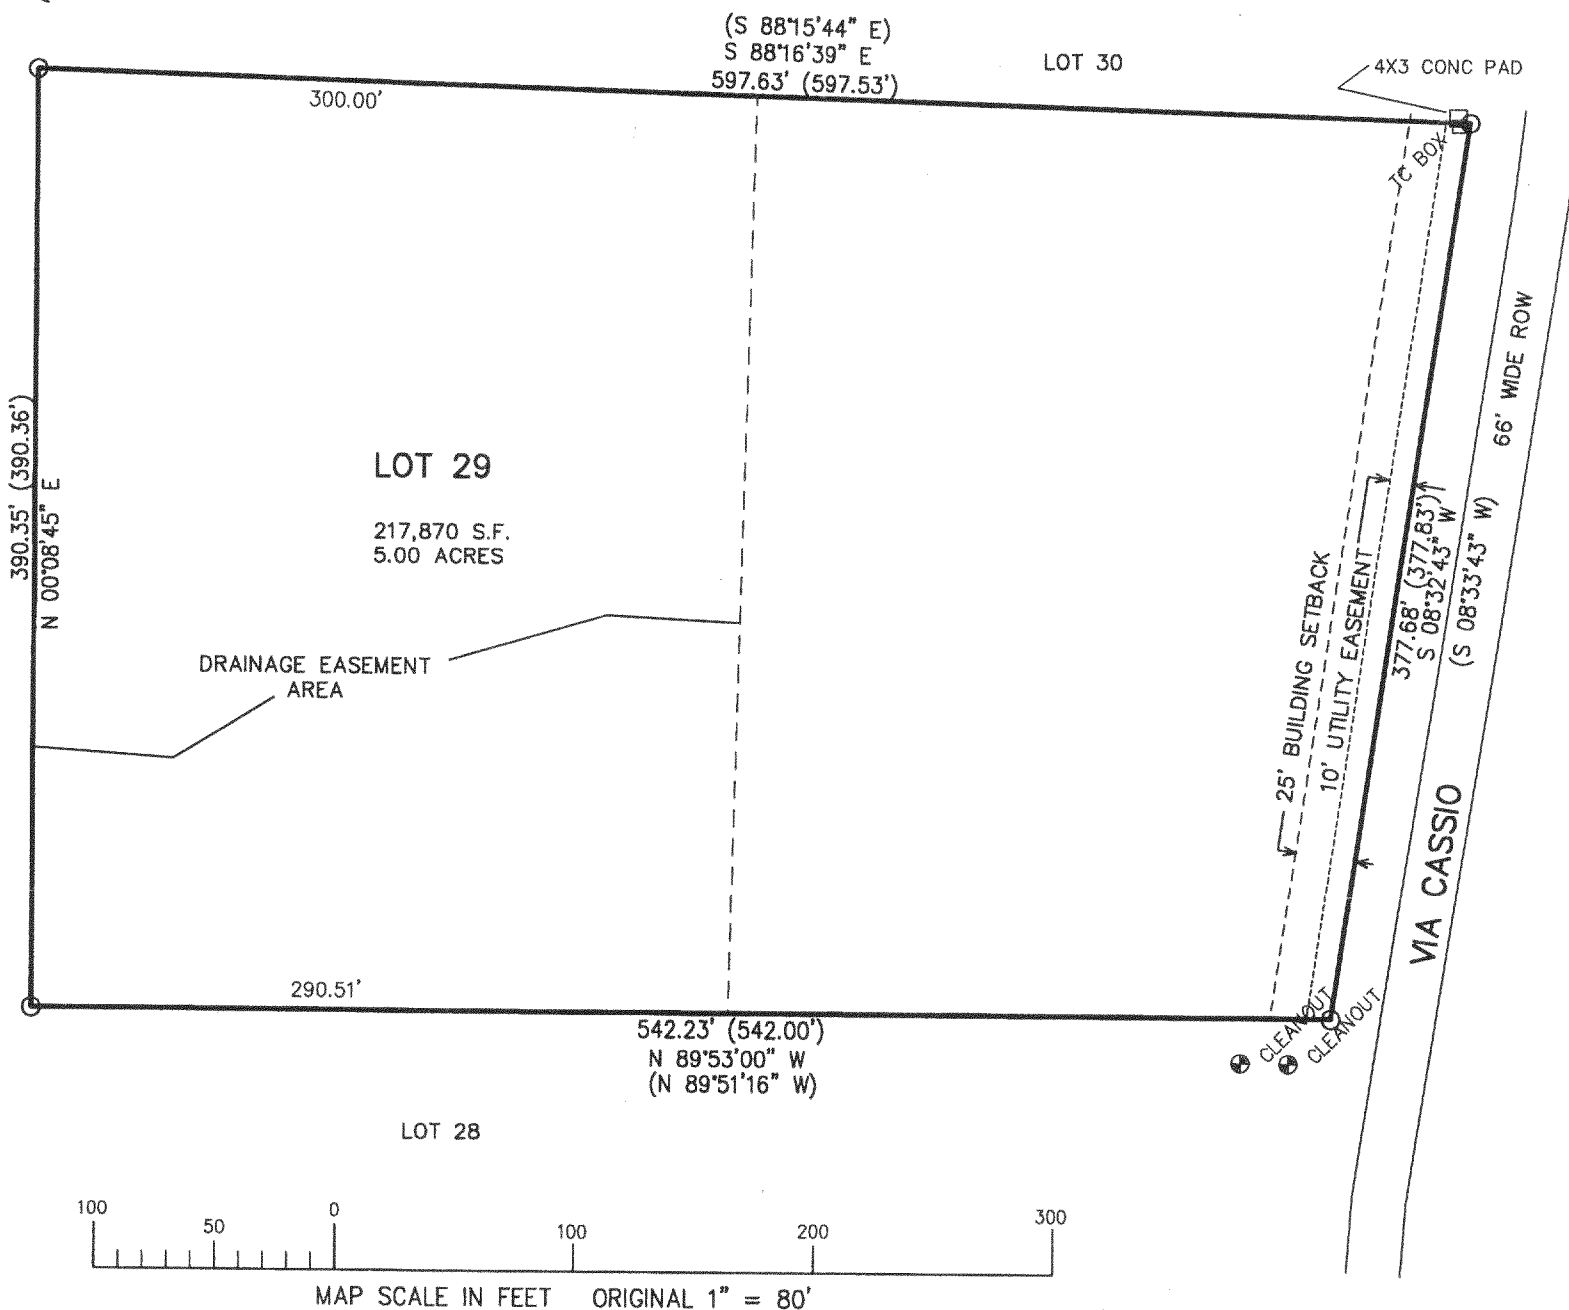 (S 88°15'44" E)
S 88°16'39" E
597.63' (597.53')
LOT 30
4X3 CONC PAD
300.00'
TC BOX
66' WIDE ROW
390.35' (390.36')
N 00°08'45" E
LOT 29
217,870 S.F.
5.00 ACRES
377.68' (377.83')
S 08°32'43" W
(S 08°33'43" W)
25' BUILDING SETBACK
10' UTILITY EASEMENT
DRAINAGE EASEMENT
AREA
VIA CASSIO
290.51'
542.23' (542.00')
N 89°53'00" W
(N 89°51'16" W)
CLEANOUT
CLEANOUT
LOT 28
100
50
0
100
200
300
MAP SCALE IN FEET ORIGINAL 1" = 80'